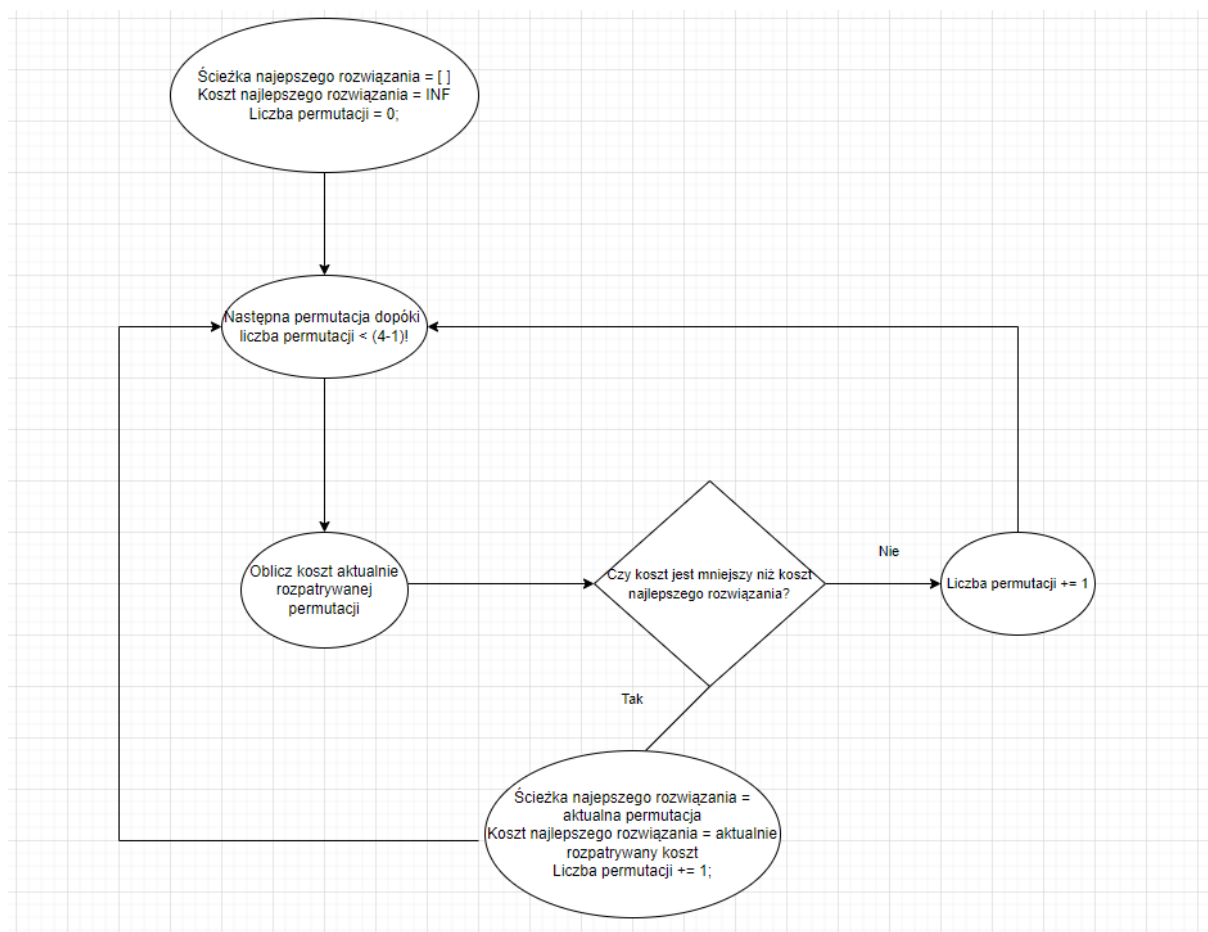 Ścieżka najepszego rozwiązania = [ ]
Koszt najlepszego rozwiązania = INF
Liczba permutacji = 0;
Następna permutacja dopóki
liczba permutacji < (4-1)!
Oblicz koszt aktualnie
rozpatrywanej
permutacji
Czy koszt jest mniejszy niż koszt
najlepszego rozwiązania?
Nie
Liczba permutacji += 1
Tak
Ścieżka najepszego rozwiązania =
aktualna permutacja
Koszt najlepszego rozwiązania = aktualnie
rozpatrywany koszt
Liczba permutacji += 1;